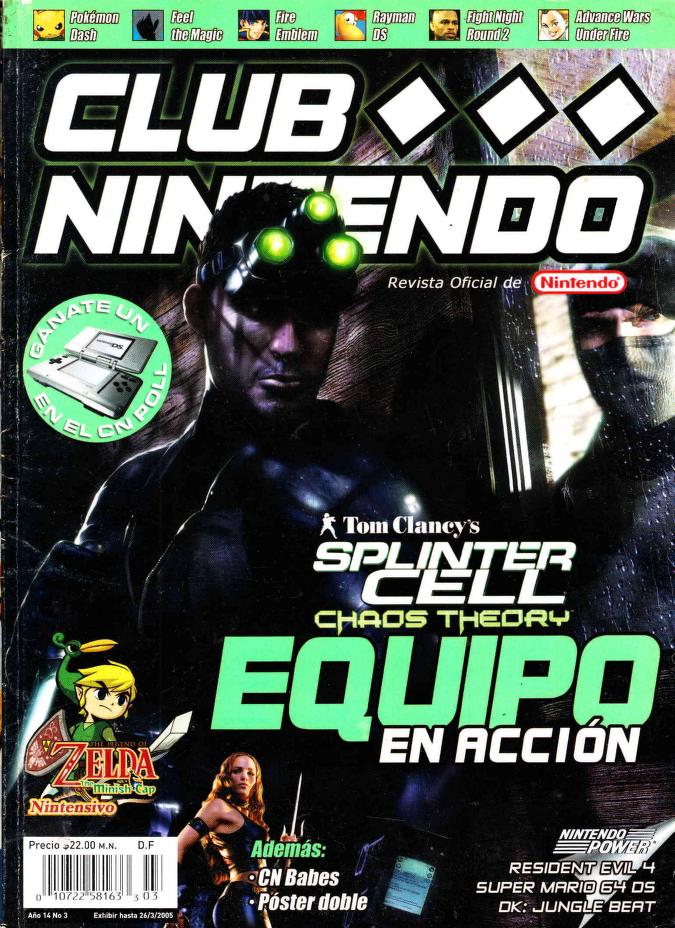 Pokémon
Dash
Feel
the Magic
Fire
Emblem
Rayman
DS
Fight Night
Round 2
Advance Wars
Under Fire
CLUB
NINTENDO
Revista Oficial de Nintendo®
GÁNATE UN
NINTENDO DS
EN EL CN POLL
Tom Clancy's
SPLINTER
CELL
CHAOS THEORY™
EQUIPO
EN ACCIÓN
THE LEGEND OF
ZELDA
The Minish Cap
Nintensivo
Precio $22.00 M.N. D.F
0 10722 58163 3 03
Año 14 No 3 Exhibir hasta 26/3/2005
Además:
•CN Babes
•Póster doble
NINTENDO
POWER
RESIDENT EVIL 4
SUPER MARIO 64 DS
DK: JUNGLE BEAT